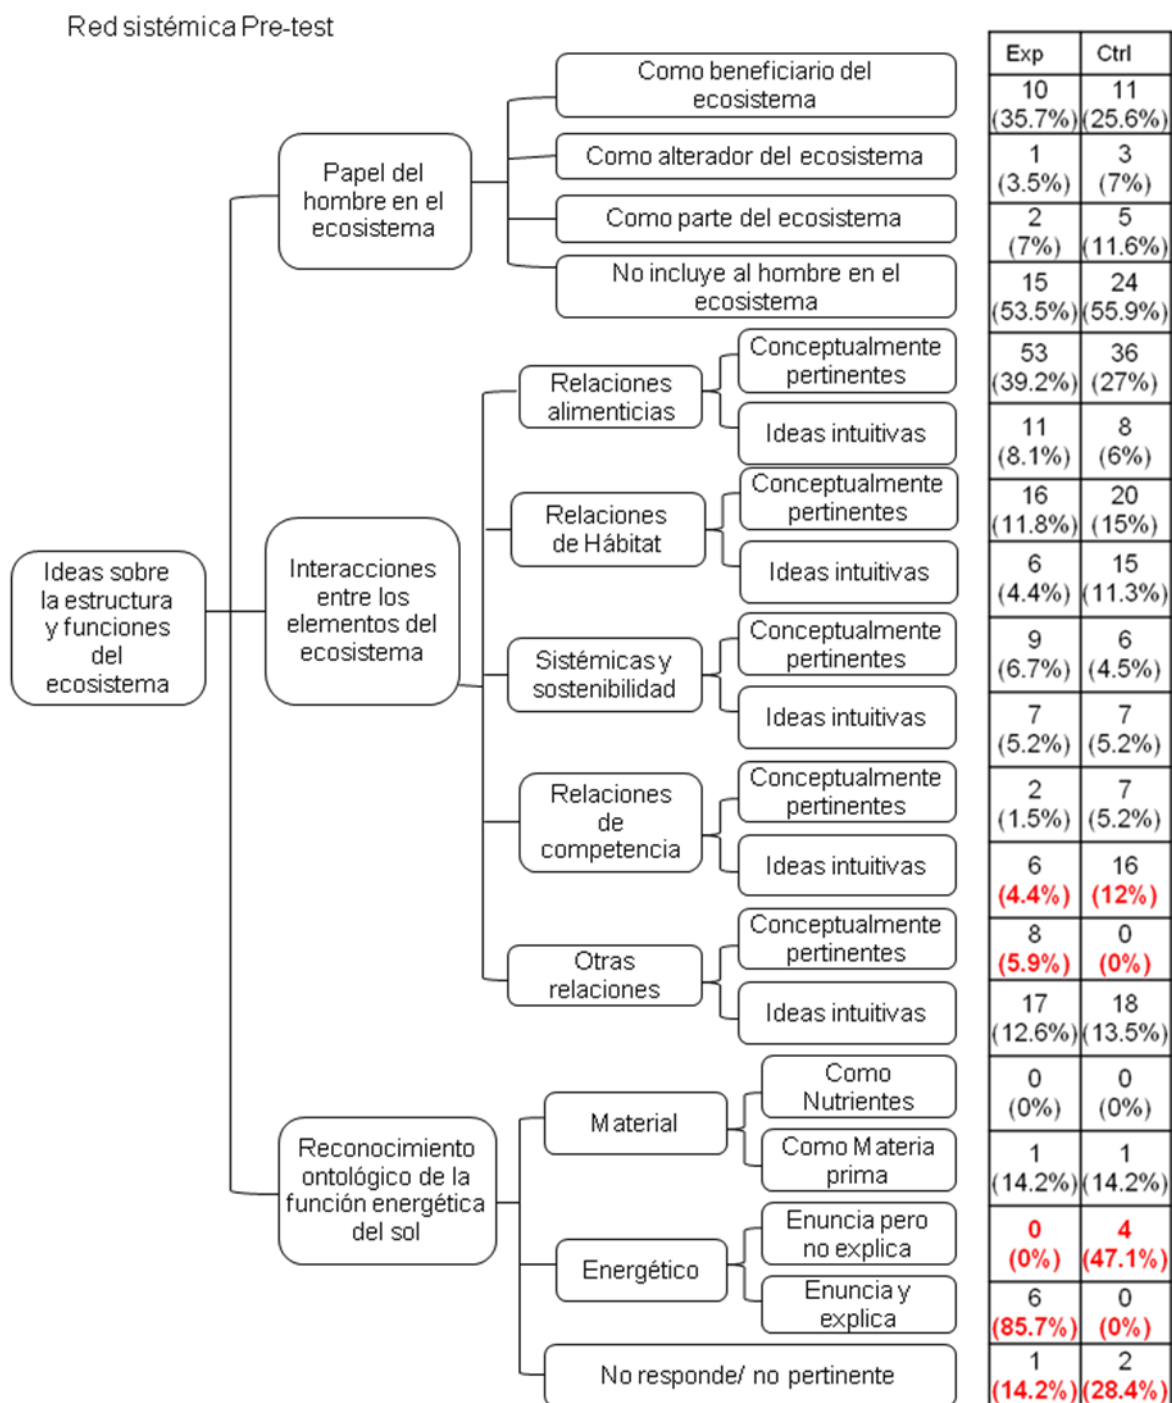 Red sistémica Pre-test
Exp Ctrl
Ideas sobre
la estructura
y funciones
del
ecosistema
Papel del
hombre en el
ecosistema
Como beneficiario del
ecosistema
10 11
(35.7%) (25.6%)
Como alterador del ecosistema
1 3
(3.5%) (7%)
Como parte del ecosistema
2 5
(7%) (11.6%)
No incluye al hombre en el
ecosistema
15 24
(53.5%) (55.9%)
Interacciones
entre los
elementos del
ecosistema
Relaciones
alimenticias
Conceptualmente
pertinentes
53 36
(39.2%) (27%)
Ideas intuitivas
11 8
(8.1%) (6%)
Relaciones
de Hábitat
Conceptualmente
pertinentes
16 20
(11.8%) (15%)
Ideas intuitivas
6 15
(4.4%) (11.3%)
Sistémicas y
sostenibilidad
Conceptualmente
pertinentes
9 6
(6.7%) (4.5%)
Ideas intuitivas
7 7
(5.2%) (5.2%)
Relaciones
de
competencia
Conceptualmente
pertinentes
2 7
(1.5%) (5.2%)
Ideas intuitivas
6 16
(4.4%) (12%)
Otras
relaciones
Conceptualmente
pertinentes
8 0
(5.9%) (0%)
Ideas intuitivas
17 18
(12.6%) (13.5%)
Reconocimiento
ontológico de la
función energética
del sol
Material
Como
Nutrientes
0 0
(0%) (0%)
Como Materia
prima
1 1
(14.2%) (14.2%)
Energético
Enuncia pero
no explica
0 4
(0%) (47.1%)
Enuncia y
explica
6 0
(85.7%) (0%)
No responde/ no pertinente
1 2
(14.2%) (28.4%)